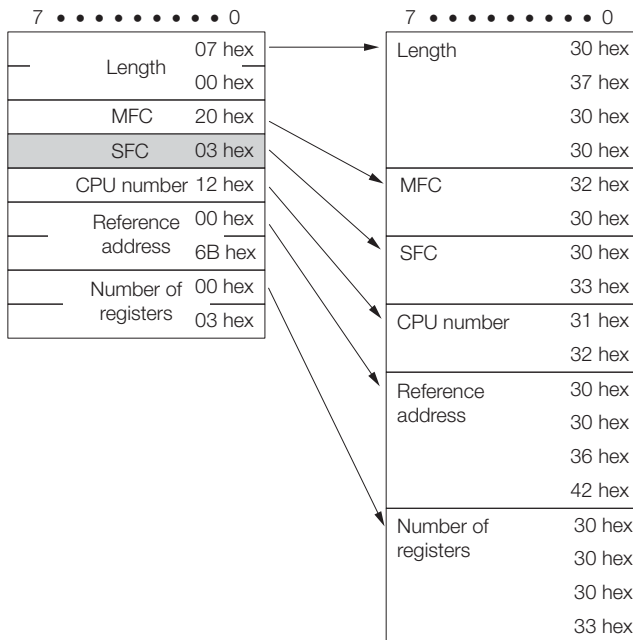 7 • • • • • • • • • 0
Length 07 hex
00 hex
MFC 20 hex
SFC 03 hex
CPU number 12 hex
Reference address 00 hex
6B hex
Number of registers 00 hex
03 hex
7 • • • • • • • • • 0
Length 30 hex
37 hex
30 hex
30 hex
MFC 32 hex
30 hex
SFC 30 hex
33 hex
CPU number 31 hex
32 hex
Reference 30 hex
address 30 hex
36 hex
42 hex
Number of 30 hex
registers 30 hex
30 hex
33 hex